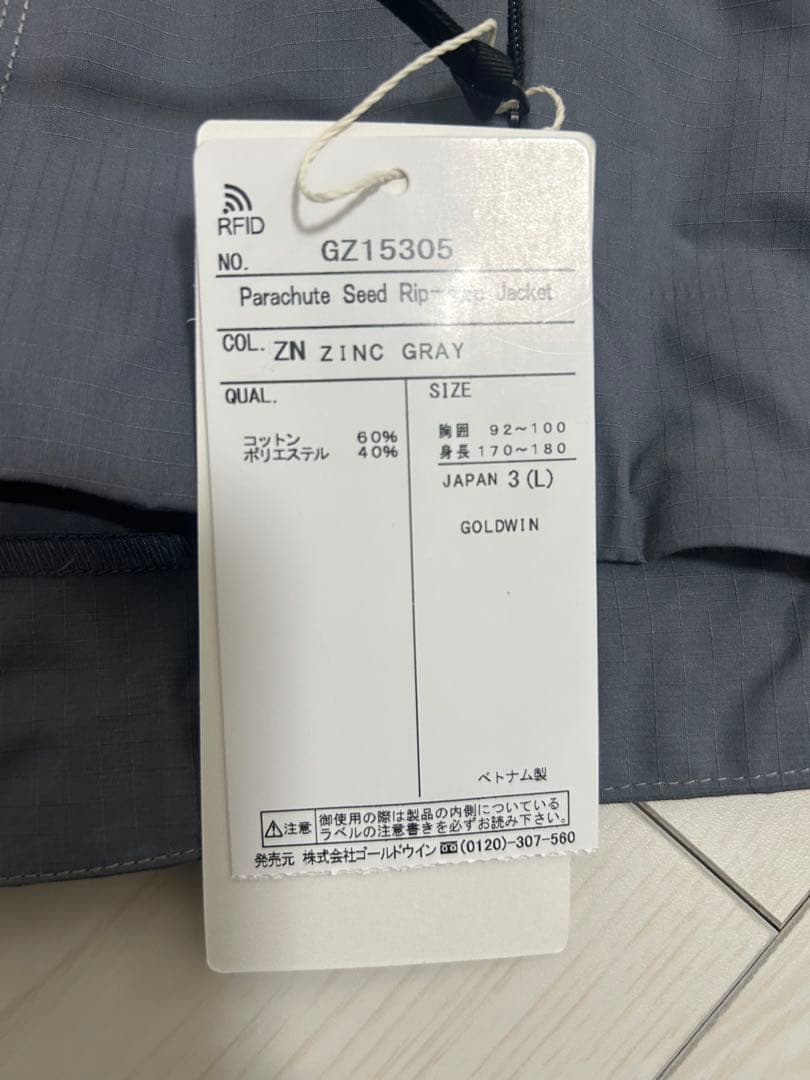 RFID
NO. GZ15305
Parachute Seed Rip-stop Jacket
COL. ZN ZINC GRAY
QUAL.
コットン 60%
ポリエステル 40%
SIZE
胸囲 92～100
身長 170～180
JAPAN 3 (L)
GOLDWIN
ベトナム製
⚠注意 御使用の際は製品の内側についている
ラベルの注意書きを必ずお読み下さい。
発売元 株式会社ゴールドウイン (0120)-307-560